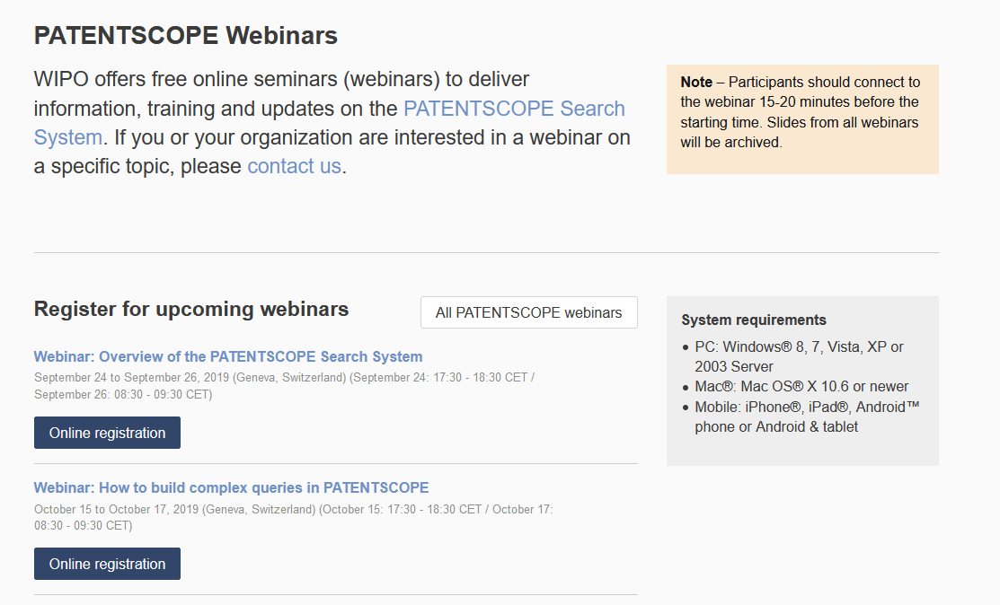 PATENTSCOPE Webinars
WIPO offers free online seminars (webinars) to deliver
information, training and updates on the PATENTSCOPE Search
System. If you or your organization are interested in a webinar on
a specific topic, please contact us.
Note – Participants should connect to
the webinar 15-20 minutes before the
starting time. Slides from all webinars
will be archived.
Register for upcoming webinars
All PATENTSCOPE webinars
Webinar: Overview of the PATENTSCOPE Search System
September 24 to September 26, 2019 (Geneva, Switzerland) (September 24: 17:30 - 18:30 CET /
September 26: 08:30 - 09:30 CET)
Online registration
Webinar: How to build complex queries in PATENTSCOPE
October 15 to October 17, 2019 (Geneva, Switzerland) (October 15: 17:30 - 18:30 CET / October 17:
08:30 - 09:30 CET)
Online registration
System requirements
• PC: Windows® 8, 7, Vista, XP or
2003 Server
• Mac®: Mac OS® X 10.6 or newer
• Mobile: iPhone®, iPad®, Android™
phone or Android & tablet